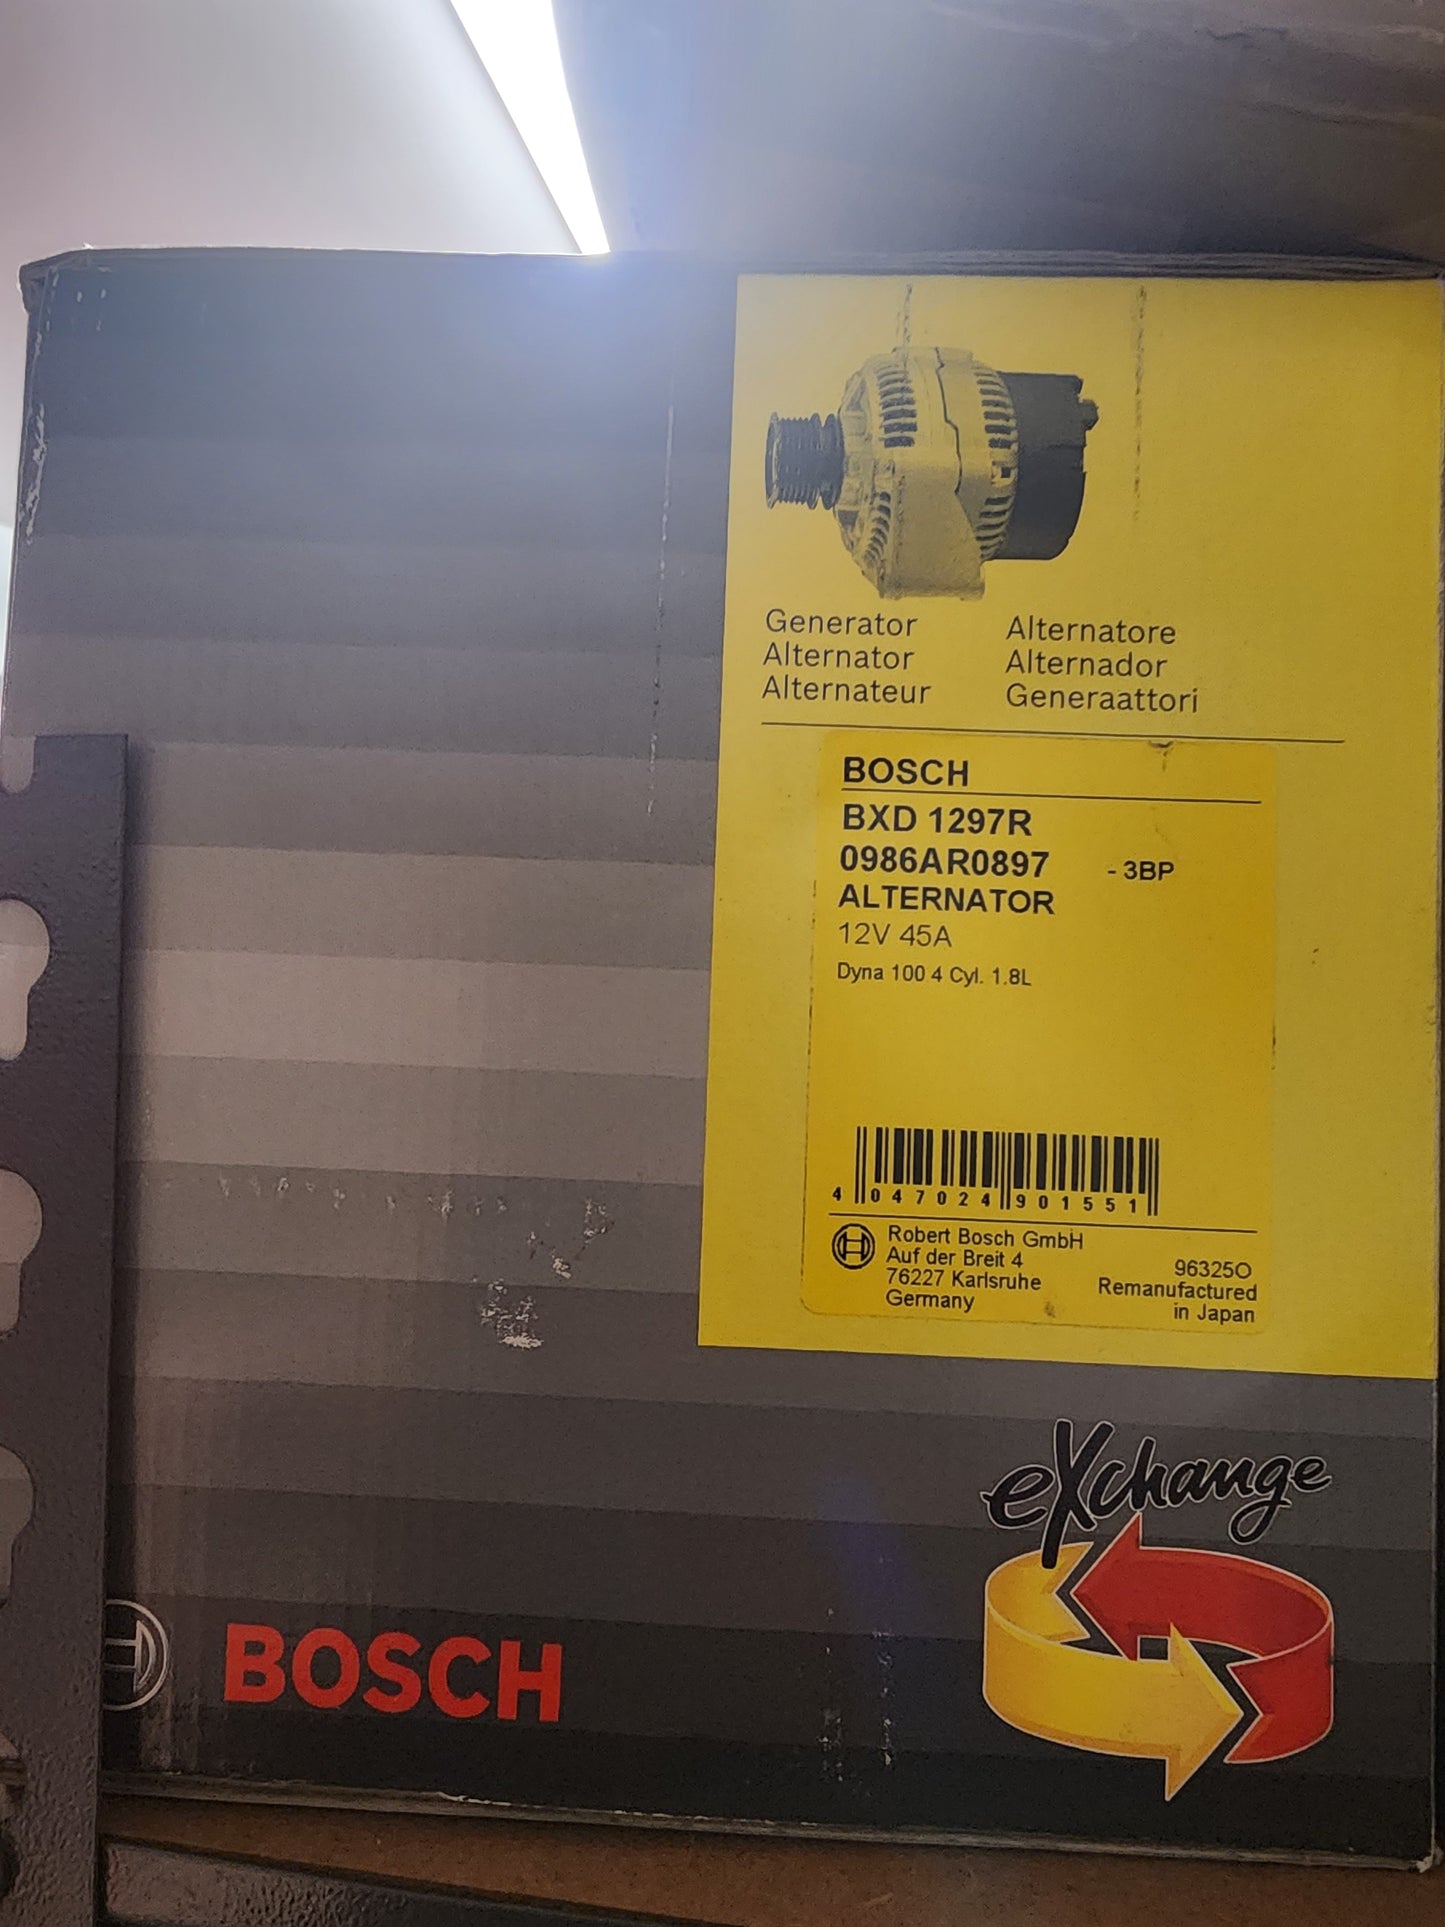 Generator
Alternator
Alternateur
Alternatore
Alternador
Generaattori
BOSCH
BXD 1297R
0986AR0897 - 3BP
ALTERNATOR
12V 45A
Dyna 100 4 Cyl. 1.8L
4 047024 901551
Robert Bosch GmbH
Auf der Breit 4
76227 Karlsruhe
Germany
96325O
Remanufactured
in Japan
eXchange
BOSCH